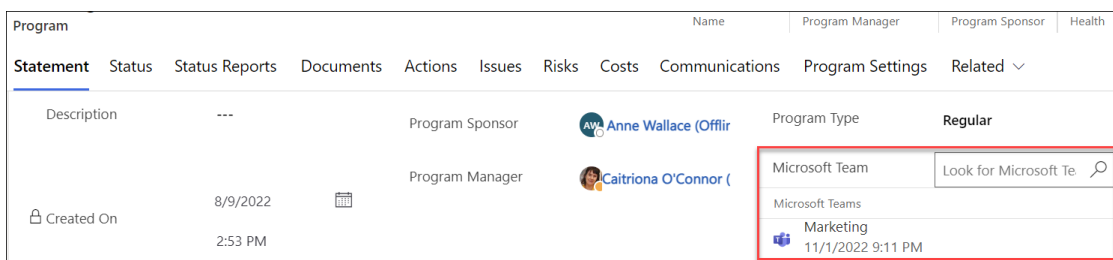 Program
Name Program Manager Program Sponsor Health
Statement Status Status Reports Documents Actions Issues Risks Costs Communications Program Settings Related
Description --- Program Sponsor AW Anne Wallace (Offlin Program Type Regular
Program Manager Caitriona O'Connor ( Microsoft Team Look for Microsoft Te
Microsoft Teams
Created On 8/9/2022
2:53 PM
Marketing
11/1/2022 9:11 PM